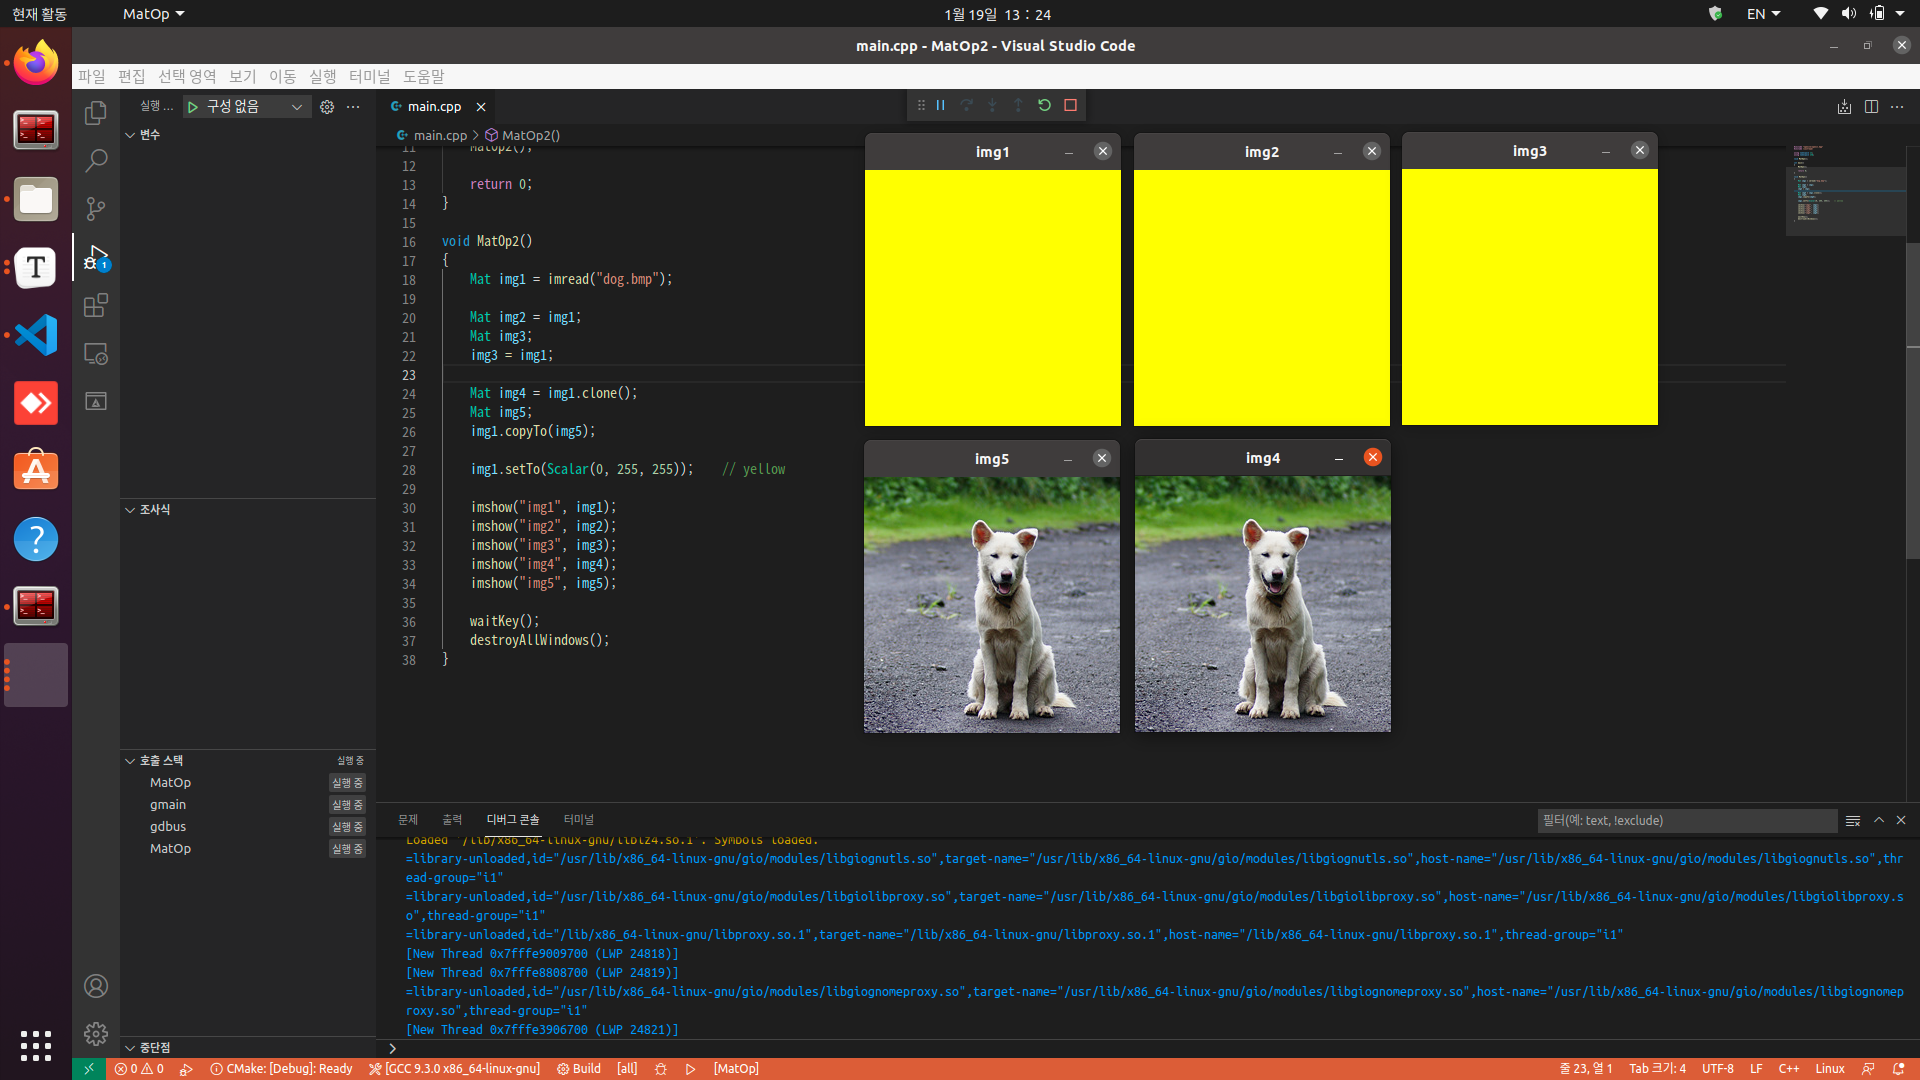 현재 활동
MatOp
1월 19일 13 : 24
EN
main.cpp - MatOp2 - Visual Studio Code
파일 편집 선택 영역 보기 이동 실행 터미널 도움말
실행 ...
구성 없음
main.cpp
main.cpp > MatOp2()
변수
조사식
호출 스택
실행 중
MatOp 실행 중
gmain 실행 중
gdbus 실행 중
MatOp 실행 중
중단점
1
11 MatOp2();
12
13 return 0;
14 }
15
16 void MatOp2()
17 {
18 Mat img1 = imread("dog.bmp");
19
20 Mat img2 = img1;
21 Mat img3;
22 img3 = img1;
23
24 Mat img4 = img1.clone();
25 Mat img5;
26 img1.copyTo(img5);
27
28 img1.setTo(Scalar(0, 255, 255)); // yellow
29
30 imshow("img1", img1);
31 imshow("img2", img2);
32 imshow("img3", img3);
33 imshow("img4", img4);
34 imshow("img5", img5);
35
36 waitKey();
37 destroyAllWindows();
38 }
img1
img2
img3
img5
img4
문제 출력 디버그 콘솔 터미널
필터(예: text, !exclude)
Loaded '/lib/x86_64-linux-gnu/liblz4.so.1'. Symbols loaded.
=library-unloaded,id="/usr/lib/x86_64-linux-gnu/gio/modules/libgiognutls.so",target-name="/usr/lib/x86_64-linux-gnu/gio/modules/libgiognutls.so",host-name="/usr/lib/x86_64-linux-gnu/gio/modules/libgiognutls.so",thr
ead-group="i1"
=library-unloaded,id="/usr/lib/x86_64-linux-gnu/gio/modules/libgiolibproxy.so",target-name="/usr/lib/x86_64-linux-gnu/gio/modules/libgiolibproxy.so",host-name="/usr/lib/x86_64-linux-gnu/gio/modules/libgiolibproxy.s
o",thread-group="i1"
=library-unloaded,id="/lib/x86_64-linux-gnu/libproxy.so.1",target-name="/lib/x86_64-linux-gnu/libproxy.so.1",host-name="/lib/x86_64-linux-gnu/libproxy.so.1",thread-group="i1"
[New Thread 0x7fffe9009700 (LWP 24818)]
[New Thread 0x7fffe8808700 (LWP 24819)]
=library-unloaded,id="/usr/lib/x86_64-linux-gnu/gio/modules/libgiognomeproxy.so",target-name="/usr/lib/x86_64-linux-gnu/gio/modules/libgiognomeproxy.so",host-name="/usr/lib/x86_64-linux-gnu/gio/modules/libgiognomep
roxy.so",thread-group="i1"
[New Thread 0x7fffe3906700 (LWP 24821)]
0 0 CMake: [Debug]: Ready [GCC 9.3.0 x86_64-linux-gnu] Build [all] [MatOp]
줄 23, 열 1 Tab 크기: 4 UTF-8 LF C++ Linux